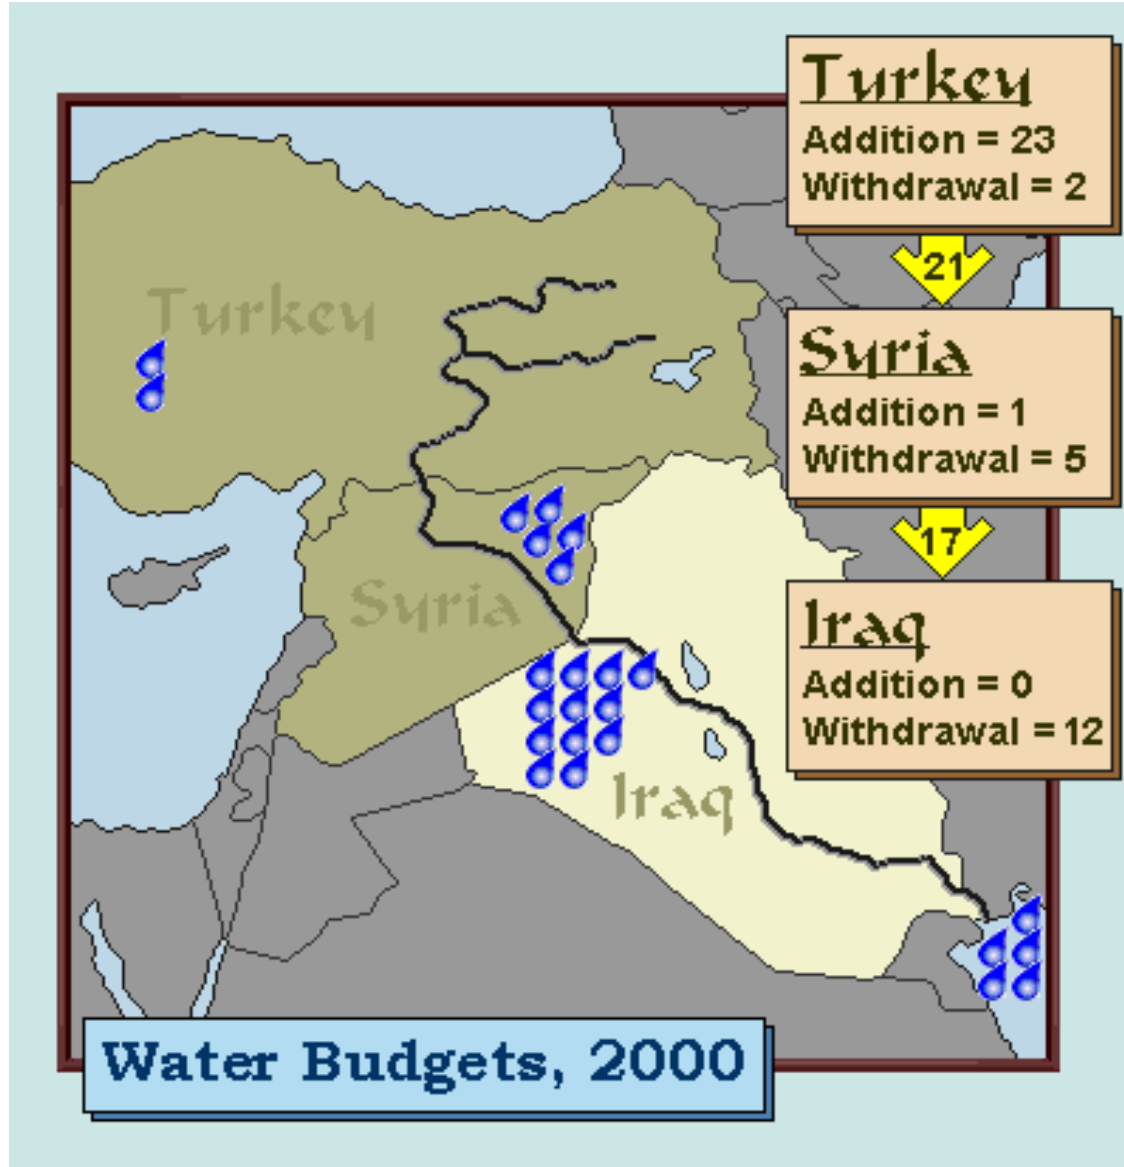 Turkey
Addition = 23
Withdrawal = 2
21
Syria
Addition = 1
Withdrawal = 5
17
Iraq
Addition = 0
Withdrawal = 12
Turkey
Syria
Iraq
Water Budgets, 2000